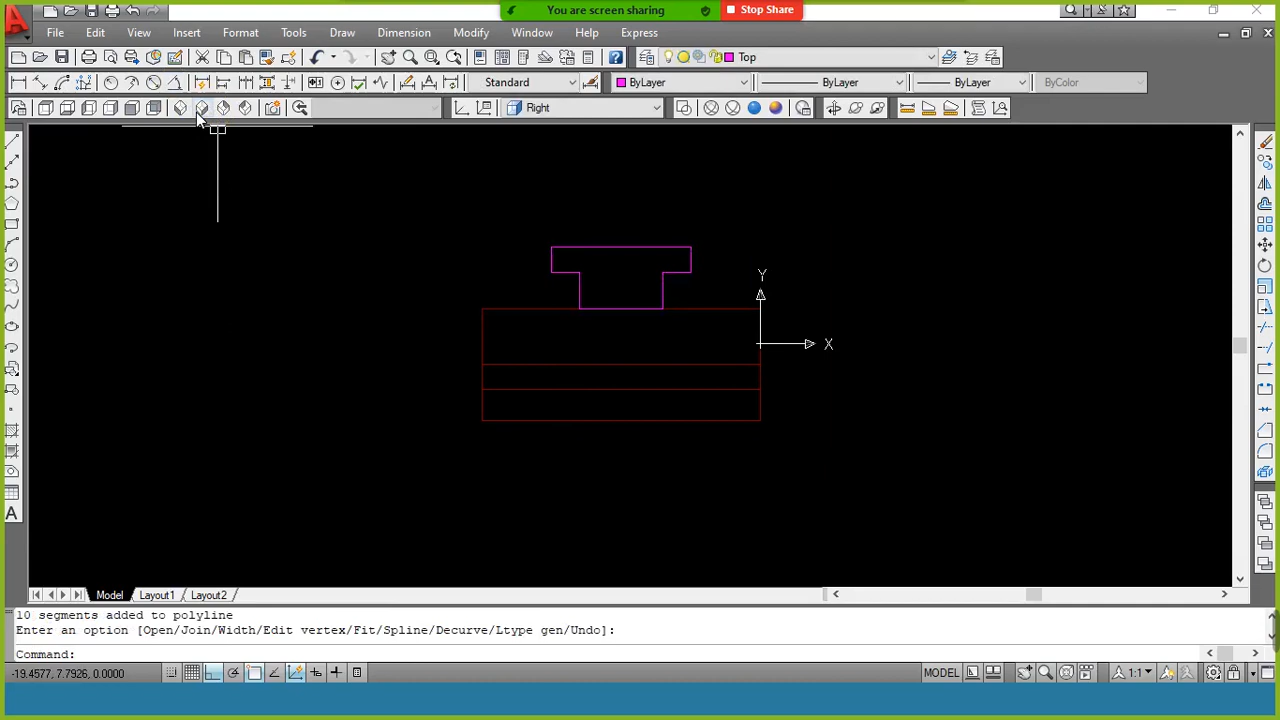 You are screen sharing
Stop Share
File Edit View Insert Format Tools Draw Dimension Modify Window Help Express
Top
Standard ByLayer ByLayer ByLayer ByColor
Right
Y
X
Model Layout1 Layout2
10 segments added to polyline
Enter an option [Open/Join/Width/Edit vertex/Fit/Spline/Decurve/Ltype gen/Undo]:
Command:
-19.4577, 7.7926, 0.0000
MODEL
1:1